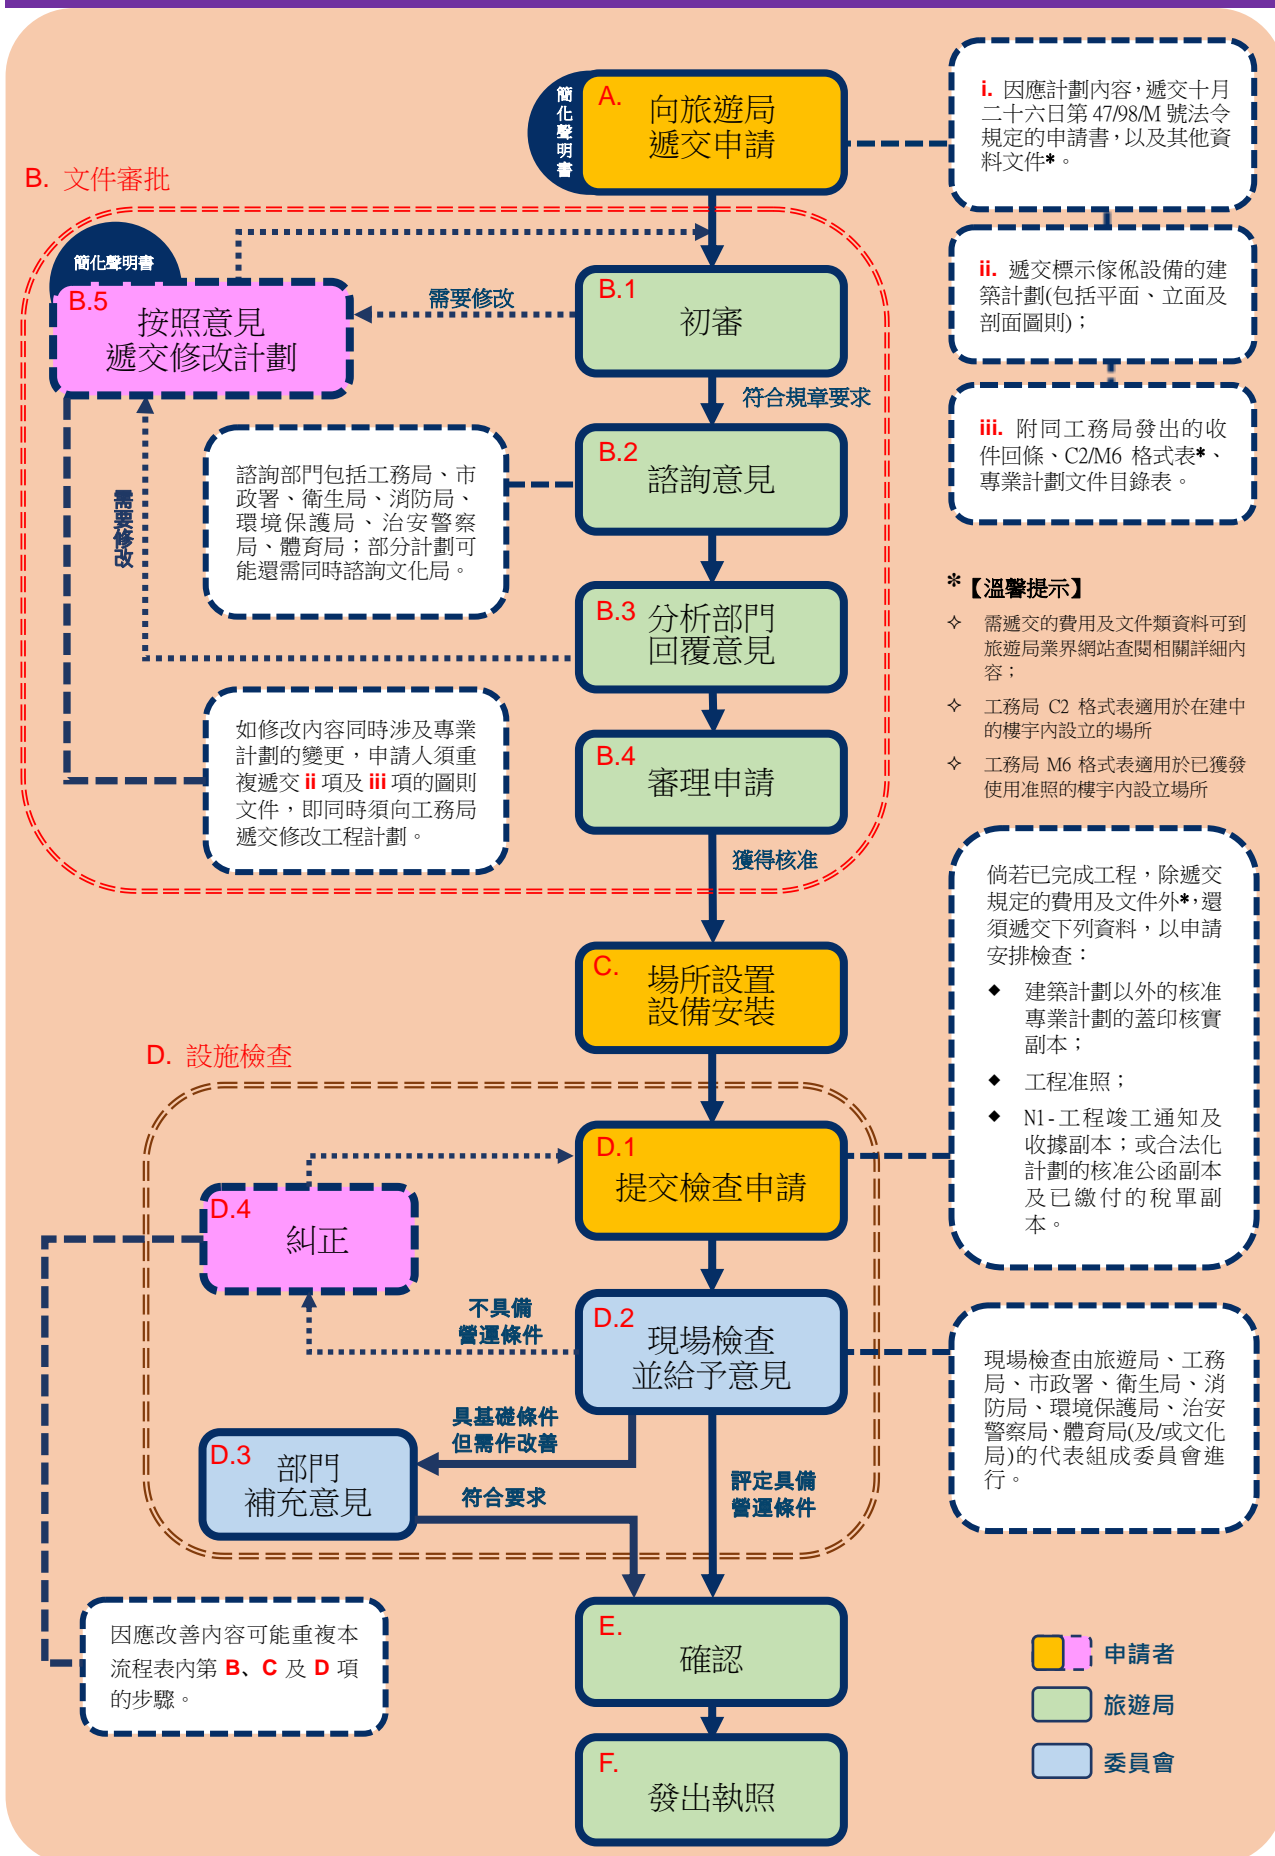 簡化聲明書
A.
向旅遊局
遞交申請
i. 因應計劃內容，遞交十月
二十六日第 47/98/M 號法令
規定的申請書，以及其他資
料文件*。
B. 文件審批
簡化聲明書
B.5
按照意見
遞交修改計劃
需要修改
B.1
初審
ii. 遞交標示傢俬設備的建
築計劃(包括平面、立面及
剖面圖則)；
符合規章要求
iii. 附同工務局發出的收
件回條、C2/M6 格式表*、
專業計劃文件目錄表。
諮詢部門包括工務局、市
政署、衛生局、消防局、
環境保護局、治安警察
局、體育局；部分計劃可
能還需同時諮詢文化局。
B.2
諮詢意見
需要修改
B.3
分析部門
回覆意見
*【溫馨提示】
✧ 需遞交的費用及文件類資料可到
旅遊局業界網站查閱相關詳細內
容；
✧ 工務局 C2 格式表適用於在建中
的樓宇內設立的場所
✧ 工務局 M6 格式表適用於已獲發
使用准照的樓宇內設立場所
如修改內容同時涉及專業
計劃的變更，申請人須重
複遞交 ii 項及 iii 項的圖則
文件，即同時須向工務局
遞交修改工程計劃。
B.4
審理申請
獲得核准
倘若已完成工程，除遞交
規定的費用及文件外*，還
須遞交下列資料，以申請
安排檢查：
◆ 建築計劃以外的核准
專業計劃的蓋印核實
副本；
◆ 工程准照；
◆ N1-工程竣工通知及
收據副本；或合法化
計劃的核准公函副本
及已繳付的稅單副
本。
C.
場所設置
設備安裝
D. 設施檢查
D.1
提交檢查申請
D.4
糾正
不具備
營運條件
D.2
現場檢查
並給予意見
現場檢查由旅遊局、工務
局、市政署、衛生局、消
防局、環境保護局、治安
警察局、體育局(及/或文化
局)的代表組成委員會進
行。
具基礎條件
但需作改善
D.3
部門
補充意見
符合要求
評定具備
營運條件
因應改善內容可能重複本
流程表內第 B、C 及 D 項
的步驟。
E.
確認
F.
發出執照
申請者
旅遊局
委員會